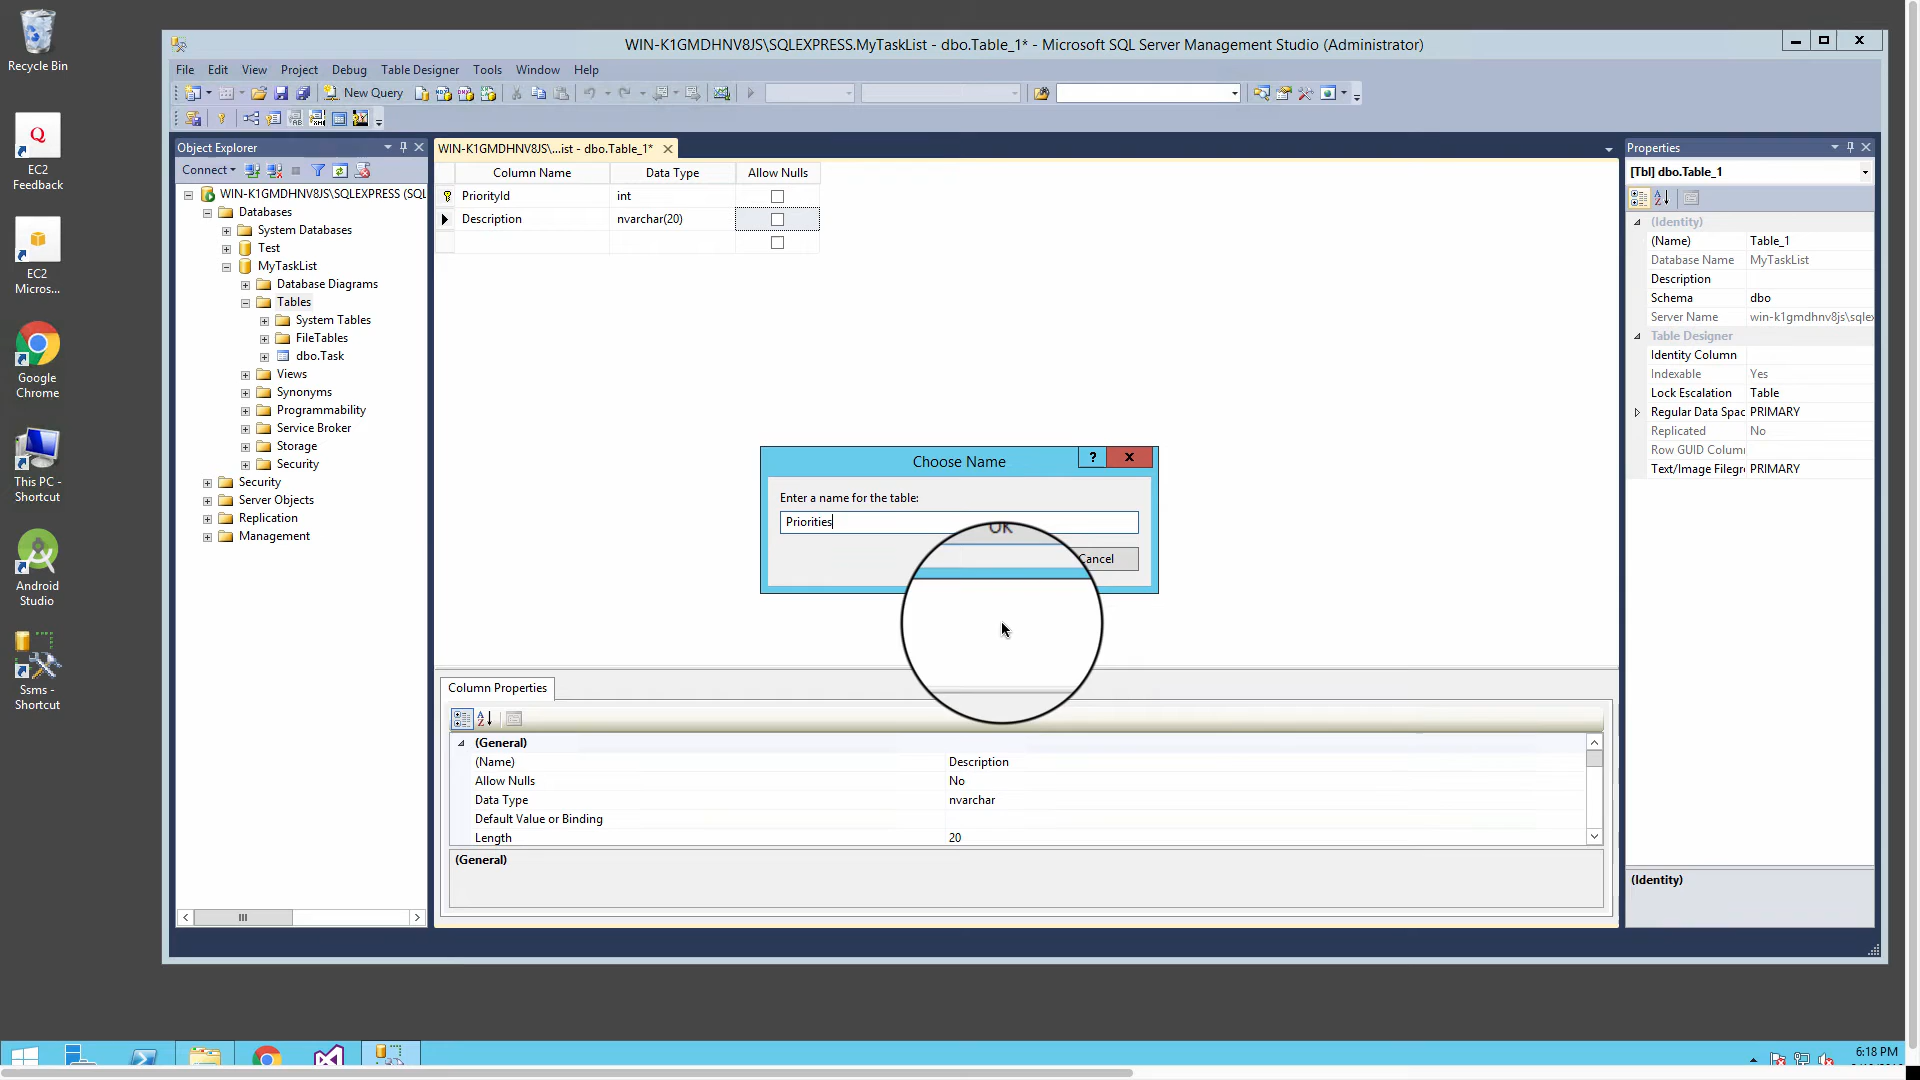 Recycle Bin
EC2
Feedback
EC2
Micros...
Google
Chrome
This PC -
Shortcut
Android
Studio
Ssms -
Shortcut
WIN-K1GMDHNV8JS\SQLEXPRESS.MyTaskList - dbo.Table_1* - Microsoft SQL Server Management Studio (Administrator)
File Edit View Project Debug Table Designer Tools Window Help
New Query
Object Explorer
Connect
WIN-K1GMDHNV8JS\SQLEXPRESS (SQL
Databases
System Databases
Test
MyTaskList
Database Diagrams
Tables
System Tables
FileTables
dbo.Task
Views
Synonyms
Programmability
Service Broker
Storage
Security
Security
Server Objects
Replication
Management
WIN-K1GMDHNV8JS\...ist - dbo.Table_1*
Column Name Data Type Allow Nulls
PriorityId int
Description nvarchar(20)
Choose Name
?
Enter a name for the table:
Priorities
OK
Cancel
Column Properties
(General)
(Name) Description
Allow Nulls No
Data Type nvarchar
Default Value or Binding
Length 20
(General)
Properties
[Tbl] dbo.Table_1
(Identity)
(Name) Table_1
Database Name MyTaskList
Description
Schema dbo
Server Name win-k1gmdhnv8js\sqlex
Table Designer
Identity Column
Indexable Yes
Lock Escalation Table
Regular Data Spac PRIMARY
Replicated No
Row GUID Colum
Text/Image Filegr PRIMARY
(Identity)
6:18 PM